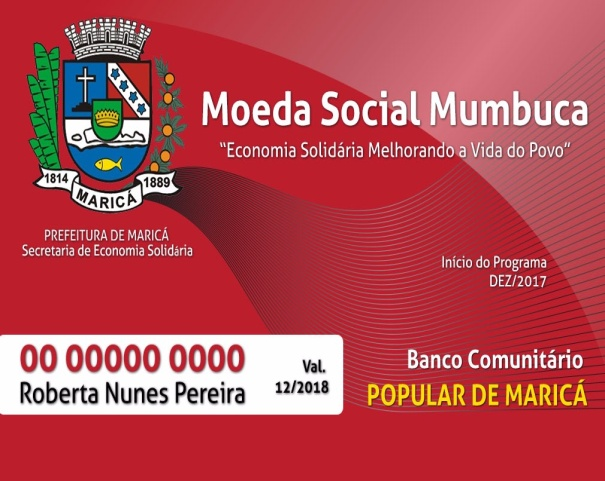 Moeda Social Mumbuca
“Economia Solidária Melhorando a Vida do Povo”
1814 MARICÁ 1889
PREFEITURA DE MARICÁ
Secretaria de Economia Solidária
Início do Programa
DEZ/2017
00 00000 0000
Roberta Nunes Pereira
Val.
12/2018
Banco Comunitário
POPULAR DE MARICÁ